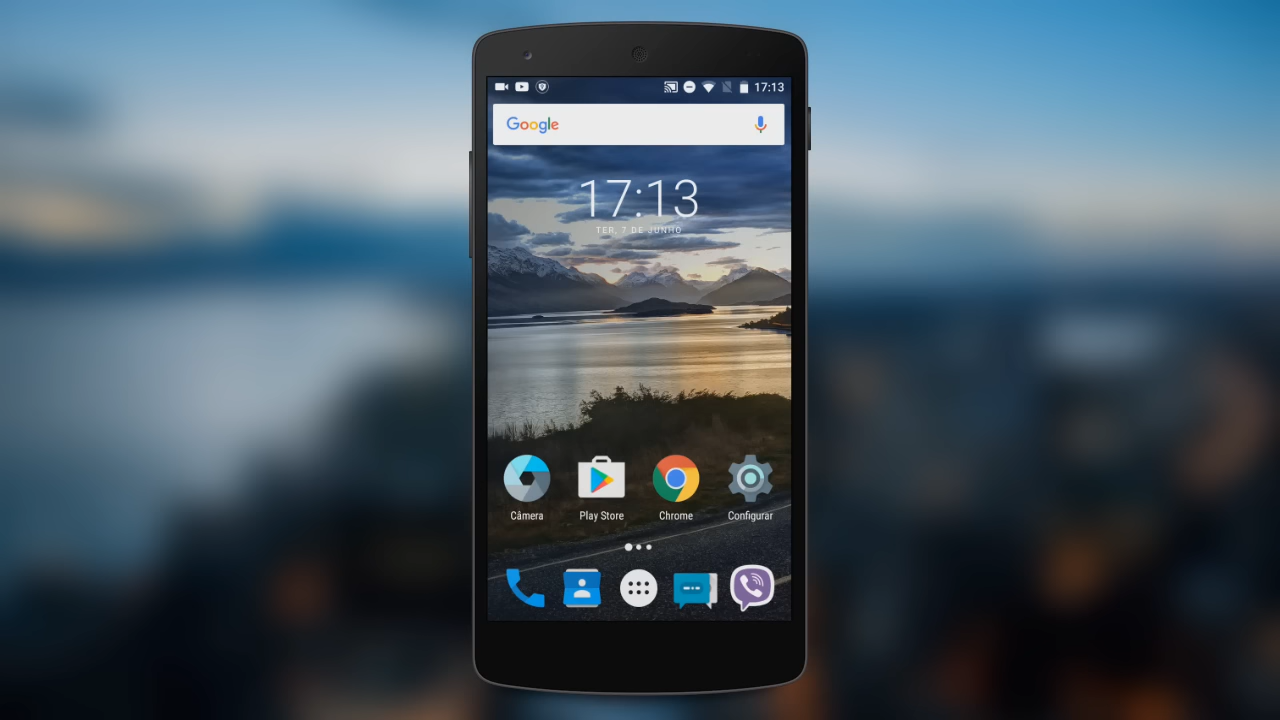 17:13
Google
17:13
TER, 7 DE JUNHO
Câmera
Play Store
Chrome
Configurar